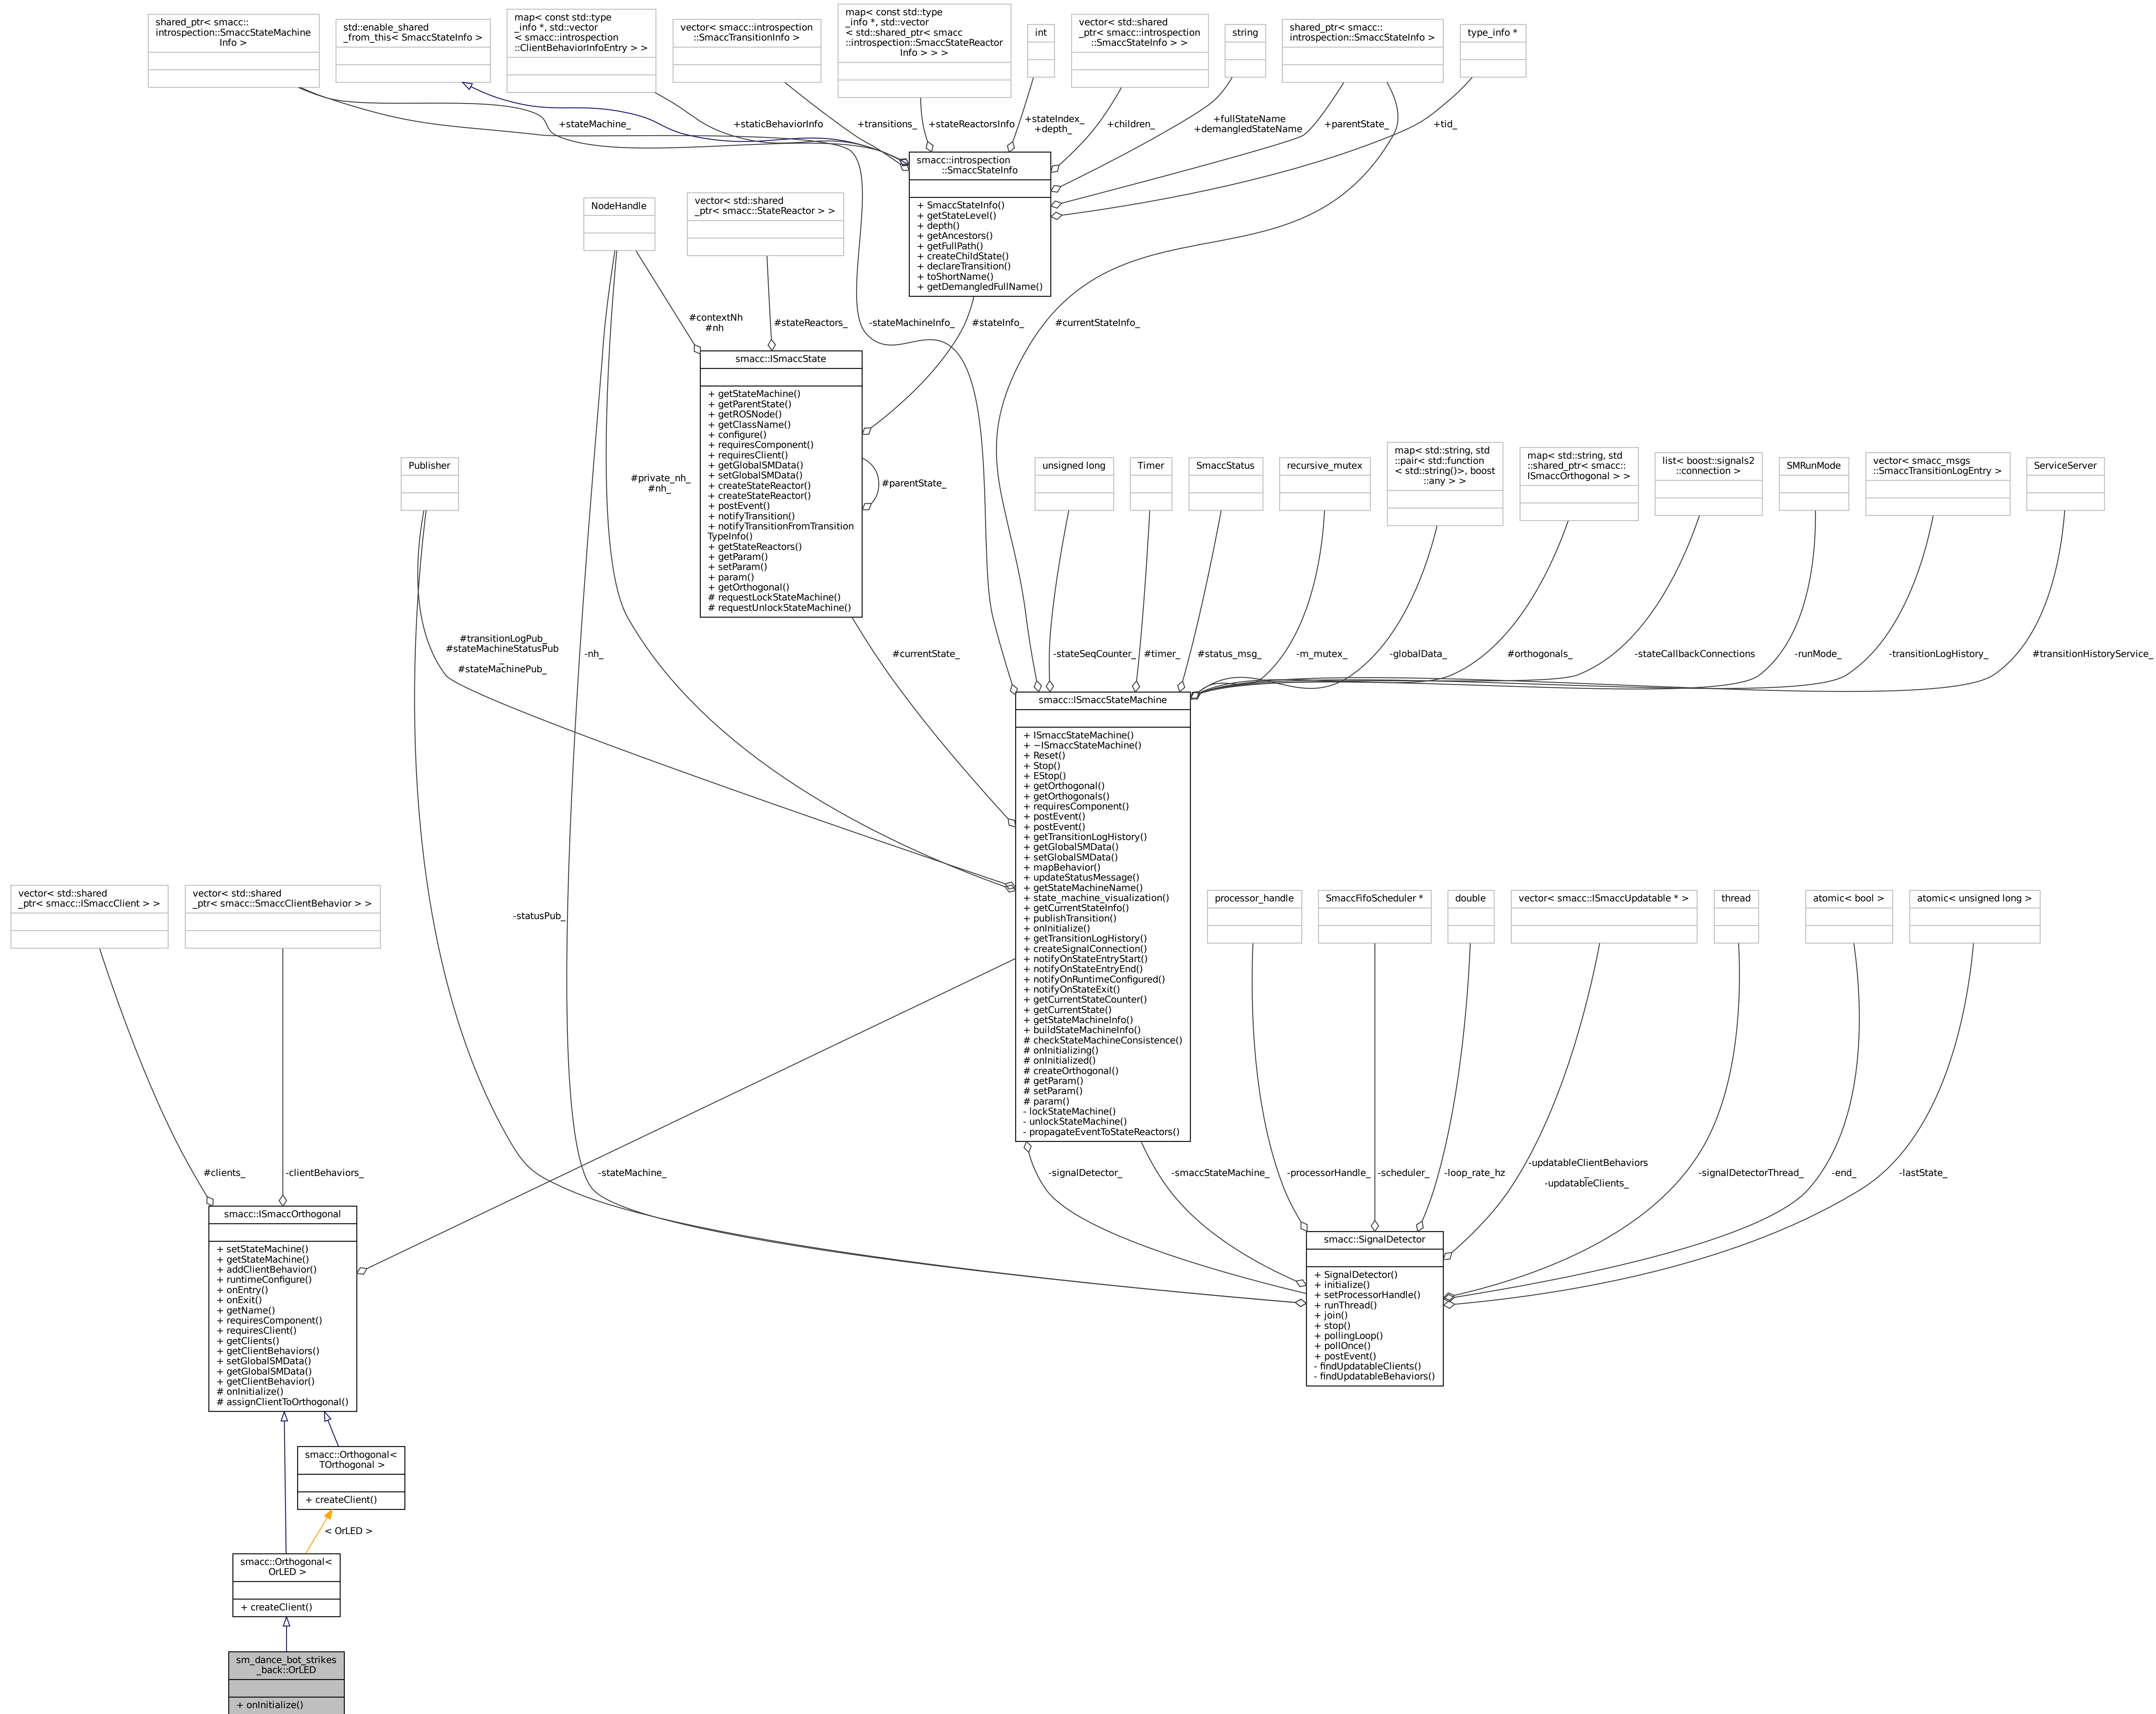 shared_ptr< smacc::
introspection::SmaccStateMachine
Info >
std::enable_shared
_from_this< SmaccStateInfo >
map< const std::type
_info *, std::vector
< smacc::introspection
::ClientBehaviorInfoEntry > >
vector< smacc::introspection
::SmaccTransitionInfo >
map< const std::type
_info *, std::vector
< std::shared_ptr< smacc
::introspection::SmaccStateReactor
Info > > >
int
vector< std::shared
_ptr< smacc::introspection
::SmaccStateInfo > >
string
shared_ptr< smacc::
introspection::SmaccStateInfo >
type_info *
+stateMachine_
+staticBehaviorInfo
+transitions_
+stateReactorsInfo
+stateIndex_
+depth_
+children_
+fullStateName
+demangledStateName
+parentState_
+tid_
smacc::introspection
::SmaccStateInfo
+ SmaccStateInfo()
+ getStateLevel()
+ depth()
+ getAncestors()
+ getFullPath()
+ createChildState()
+ declareTransition()
+ toShortName()
+ getDemangledFullName()
NodeHandle
vector< std::shared
_ptr< smacc::StateReactor > >
#contextNh
#nh
#stateReactors_
-stateMachineInfo_
#stateInfo_
#currentStateInfo_
smacc::ISmaccState
+ getStateMachine()
+ getParentState()
+ getROSNode()
+ getClassName()
+ configure()
+ requiresComponent()
+ requiresClient()
+ getGlobalSMData()
+ setGlobalSMData()
+ createStateReactor()
+ createStateReactor()
+ postEvent()
+ notifyTransition()
+ notifyTransitionFromTransition
TypeInfo()
+ getStateReactors()
+ getParam()
+ setParam()
+ param()
+ getOrthogonal()
# requestLockStateMachine()
# requestUnlockStateMachine()
#parentState_
Publisher
#private_nh_
#nh_
unsigned long
Timer
SmaccStatus
recursive_mutex
map< std::string, std
::pair< std::function
< std::string()>, boost
::any > >
map< std::string, std
::shared_ptr< smacc::
ISmaccOrthogonal > >
list< boost::signals2
::connection >
SMRunMode
vector< smacc_msgs
::SmaccTransitionLogEntry >
ServiceServer
#transitionLogPub_
#stateMachineStatusPub
_
#stateMachinePub_
-nh_
#currentState_
-stateSeqCounter_
#timer_
#status_msg_
-m_mutex_
-globalData_
#orthogonals_
-stateCallbackConnections
-runMode_
-transitionLogHistory_
#transitionHistoryService_
smacc::ISmaccStateMachine
+ ISmaccStateMachine()
+ ~ISmaccStateMachine()
+ Reset()
+ Stop()
+ EStop()
+ getOrthogonal()
+ getOrthogonals()
+ requiresComponent()
+ postEvent()
+ postEvent()
+ getTransitionLogHistory()
+ getGlobalSMData()
+ setGlobalSMData()
+ mapBehavior()
+ updateStatusMessage()
+ getStateMachineName()
+ state_machine_visualization()
+ getCurrentStateInfo()
+ publishTransition()
+ onInitialize()
+ getTransitionLogHistory()
+ createSignalConnection()
+ notifyOnStateEntryStart()
+ notifyOnStateEntryEnd()
+ notifyOnRuntimeConfigured()
+ notifyOnStateExit()
+ getCurrentStateCounter()
+ getCurrentState()
+ getStateMachineInfo()
+ buildStateMachineInfo()
# checkStateMachineConsistence()
# onInitializing()
# onInitialized()
# createOrthogonal()
# getParam()
# setParam()
# param()
- lockStateMachine()
- unlockStateMachine()
- propagateEventToStateReactors()
vector< std::shared
_ptr< smacc::ISmaccClient > >
vector< std::shared
_ptr< smacc::SmaccClientBehavior > >
-statusPub_
processor_handle
SmaccFifoScheduler *
double
vector< smacc::ISmaccUpdatable * >
thread
atomic< bool >
atomic< unsigned long >
#clients_
-clientBehaviors_
-stateMachine_
-signalDetector_
-smaccStateMachine_
-processorHandle_
-scheduler_
-loop_rate_hz
-updatableClientBehaviors
_
-updatableClients_
-signalDetectorThread_
-end_
-lastState_
smacc::ISmaccOrthogonal
+ setStateMachine()
+ getStateMachine()
+ addClientBehavior()
+ runtimeConfigure()
+ onEntry()
+ onExit()
+ getName()
+ requiresComponent()
+ requiresClient()
+ getClients()
+ getClientBehaviors()
+ setGlobalSMData()
+ getGlobalSMData()
+ getClientBehavior()
# onInitialize()
# assignClientToOrthogonal()
smacc::SignalDetector
+ SignalDetector()
+ initialize()
+ setProcessorHandle()
+ runThread()
+ join()
+ stop()
+ pollingLoop()
+ pollOnce()
+ postEvent()
- findUpdatableClients()
- findUpdatableBehaviors()
smacc::Orthogonal<
TOrthogonal >
+ createClient()
< OrLED >
smacc::Orthogonal<
OrLED >
+ createClient()
sm_dance_bot_strikes
_back::OrLED
+ onInitialize()